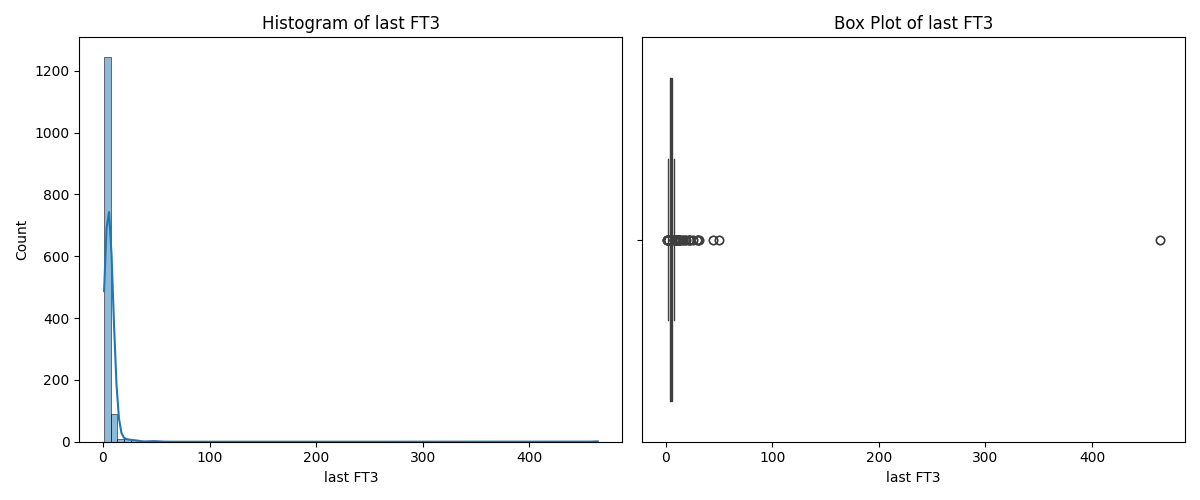 Histogram of last FT3
Count
1200
1000
800
600
400
200
0
0 100 200 300 400
last FT3
Box Plot of last FT3
0 100 200 300 400
last FT3